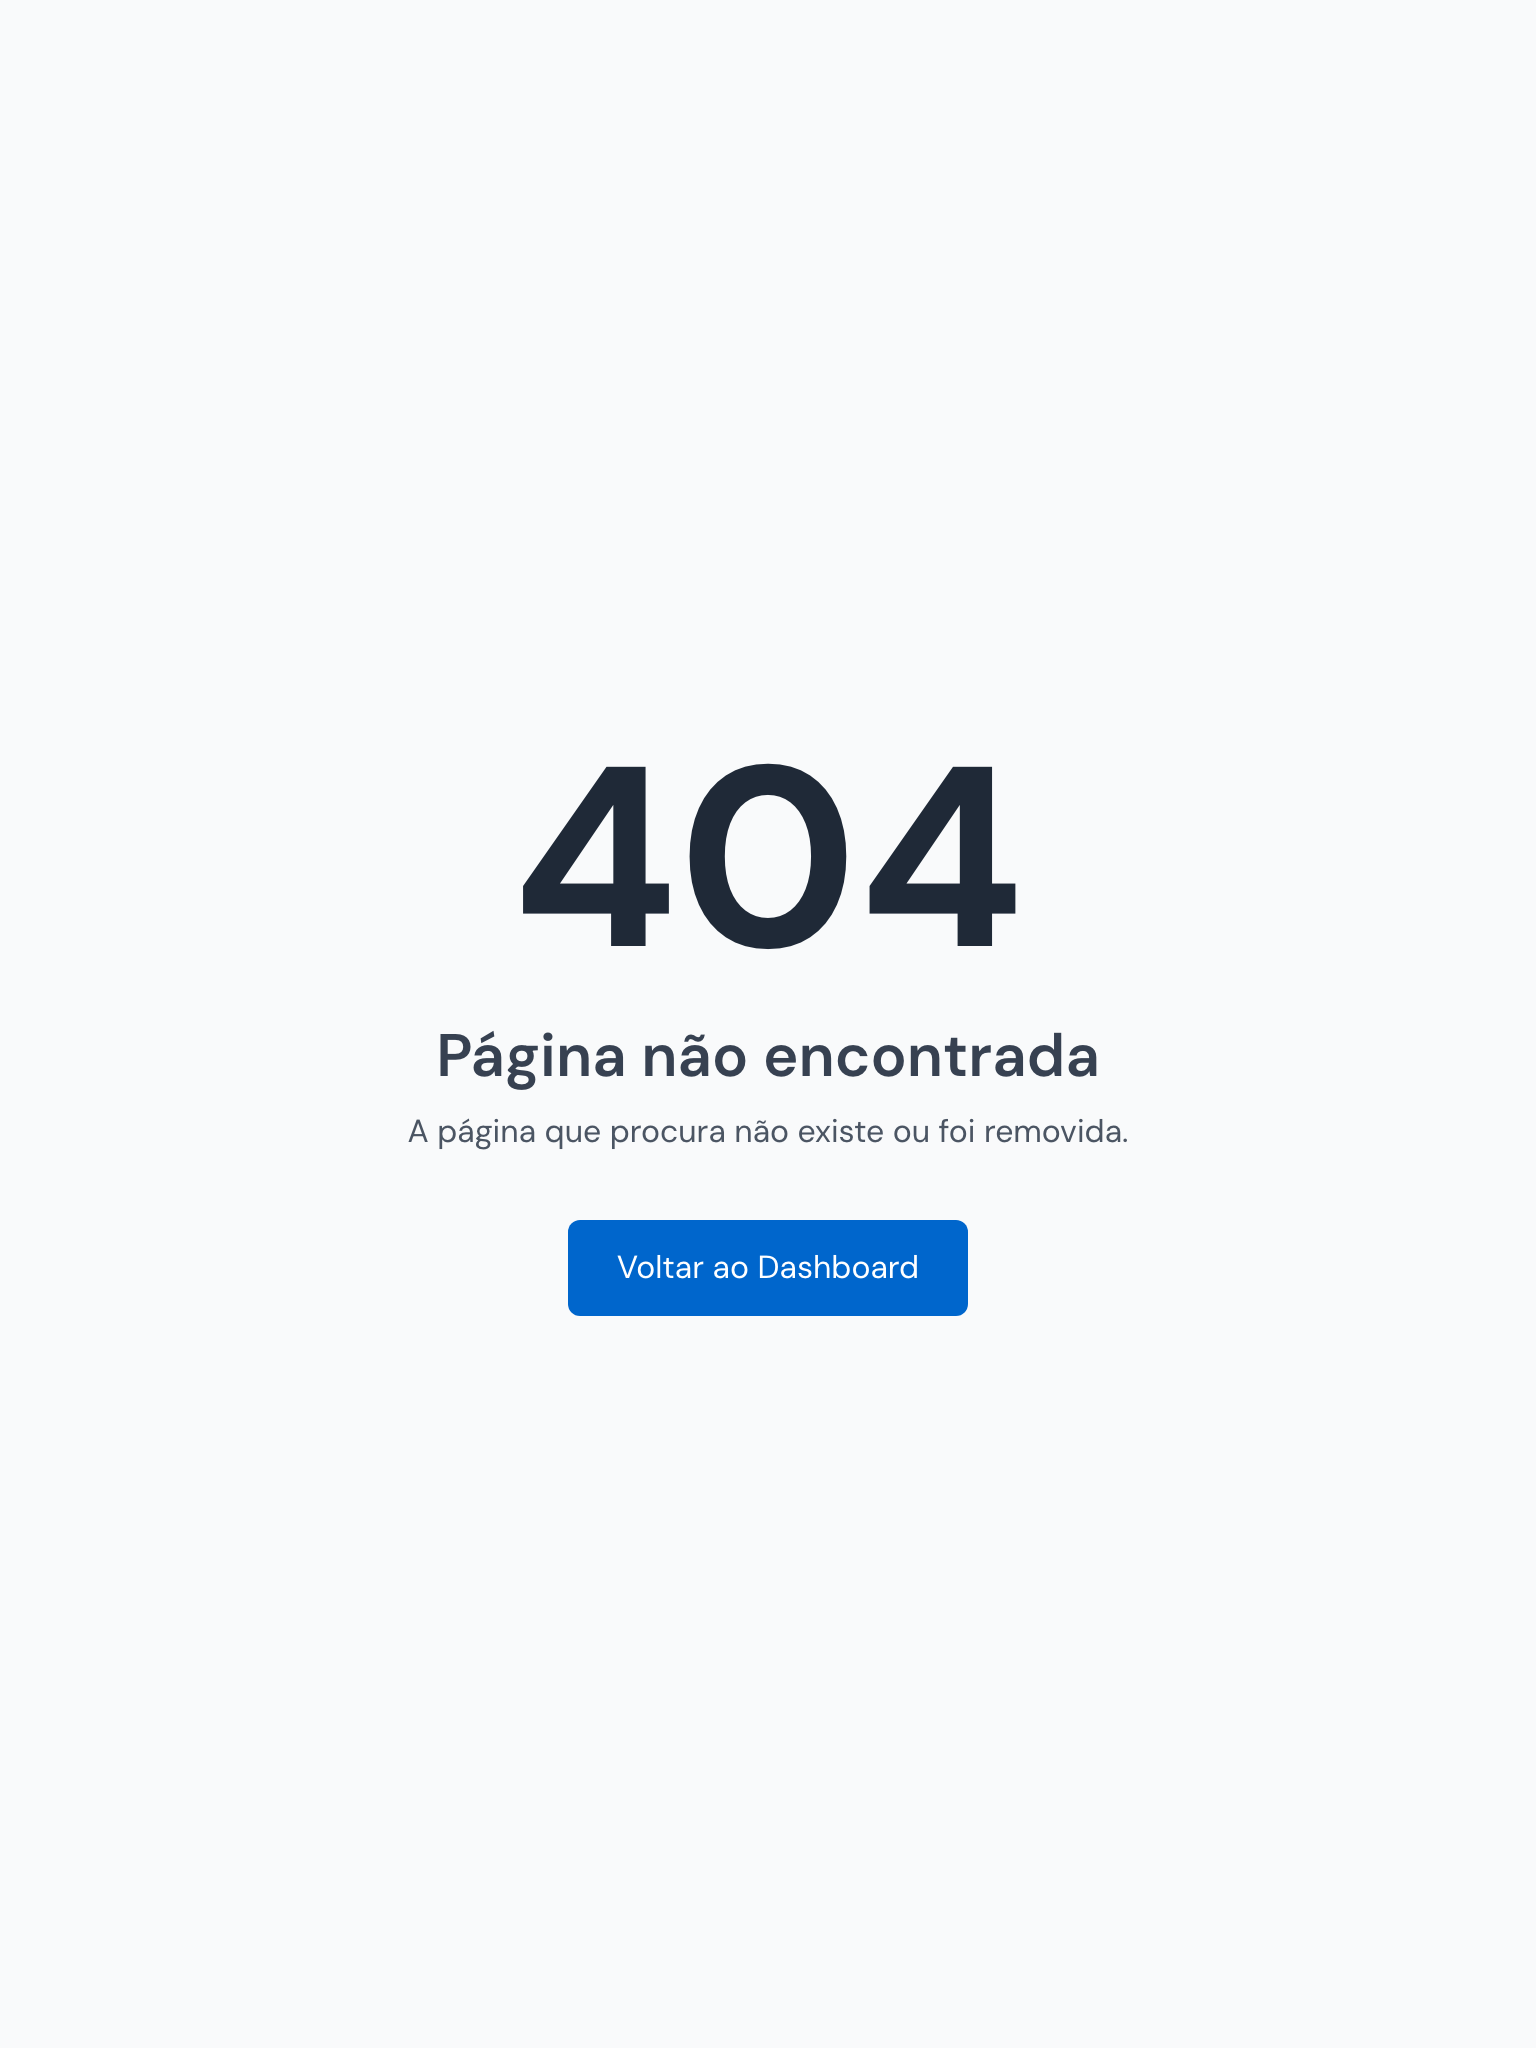 404
Página não encontrada
A página que procura não existe ou foi removida.
Voltar ao Dashboard